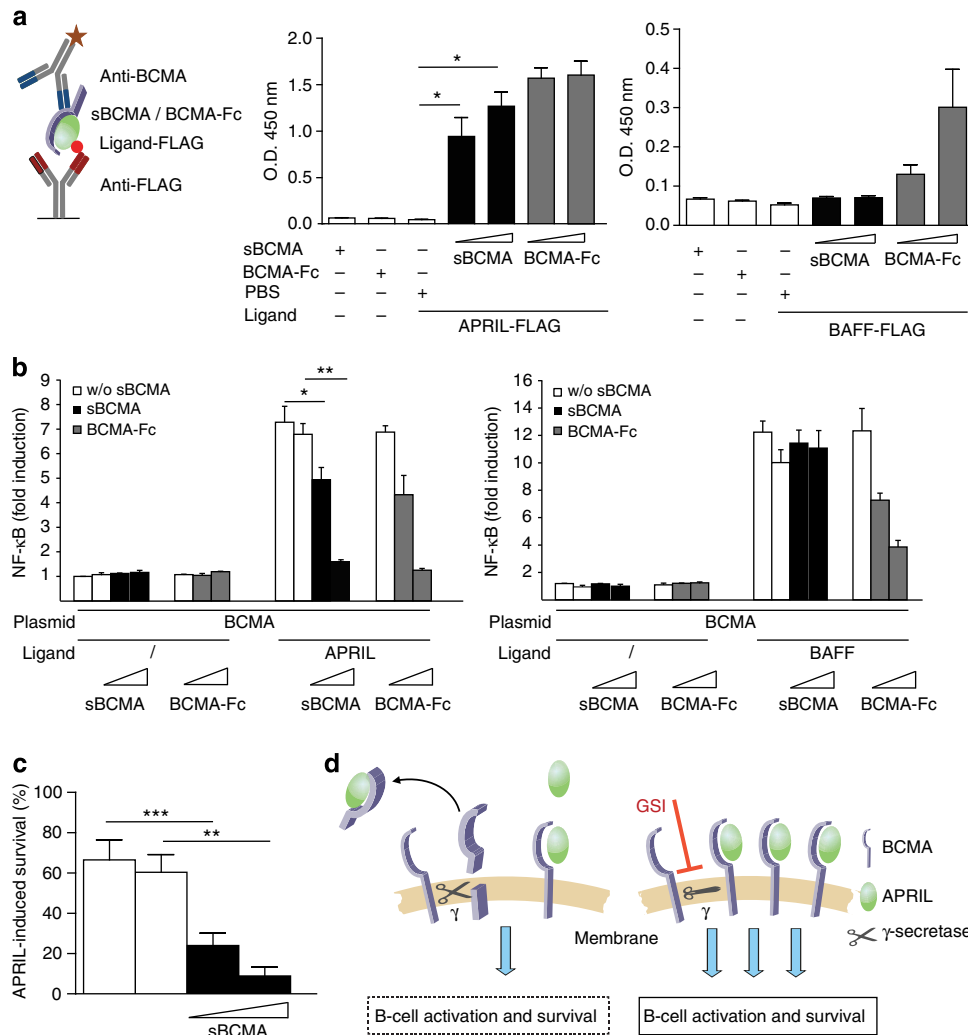 a
Anti-BCMA
sBCMA / BCMA-Fc
Ligand-FLAG
Anti-FLAG
O.D. 450 nm
2.0
1.5
1.0
0.5
0.0
*
*
sBCMA + – –
BCMA-Fc – + –
PBS – – +
Ligand – –
sBCMA BCMA-Fc
APRIL-FLAG
O.D. 450 nm
0.5
0.4
0.3
0.2
0.1
0.0
+ – –
– + –
– – +
– –
sBCMA BCMA-Fc
BAFF-FLAG
b
NF-κB (fold induction)
10
9
8
7
6
5
4
3
2
1
w/o sBCMA
sBCMA
BCMA-Fc
*
**
Plasmid BCMA
Ligand / APRIL
sBCMA BCMA-Fc sBCMA BCMA-Fc
NF-κB (fold induction)
16
14
12
10
8
6
4
2
w/o sBCMA
sBCMA
BCMA-Fc
Plasmid BCMA
Ligand / BAFF
sBCMA BCMA-Fc sBCMA BCMA-Fc
c
APRIL-induced survival (%)
100
80
60
40
20
0
***
**
sBCMA
d
GSI
γ
γ
Membrane
BCMA
APRIL
γ-secretase
B-cell activation and survival
B-cell activation and survival